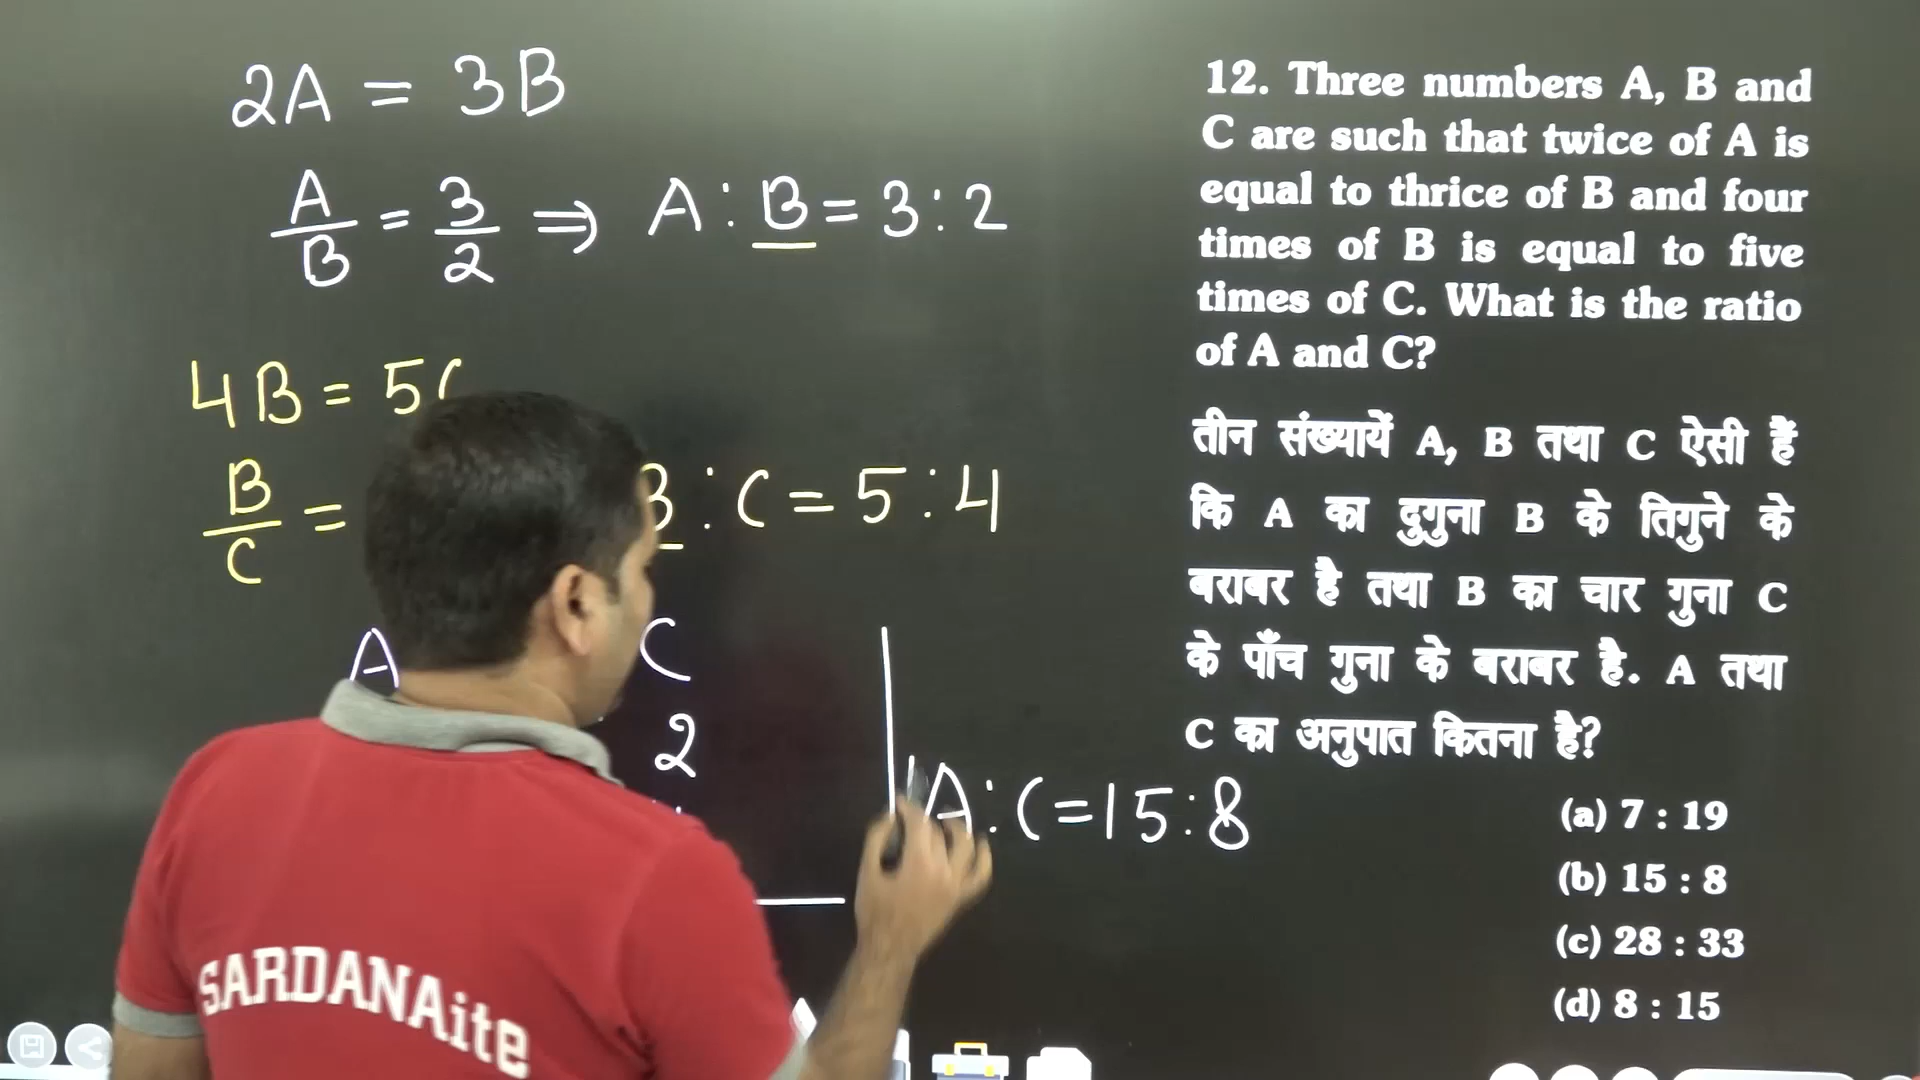 2A = 3B
A/B = 3/2 ⇒ A : B = 3 : 2
4B = 5
B/C =
: C = 5 : 4
A
C
2
A : C = 15 : 8
12. Three numbers A, B and
C are such that twice of A is
equal to thrice of B and four
times of B is equal to five
times of C. What is the ratio
of A and C?
तीन संख्यायें A, B तथा C ऐसी हैं
कि A का दुगुना B के तिगुने के
बराबर है तथा B का चार गुना C
के पाँच गुना के बराबर है. A तथा
C का अनुपात कितना है?
(a) 7 : 19
(b) 15 : 8
(c) 28 : 33
(d) 8 : 15
SARDANAite